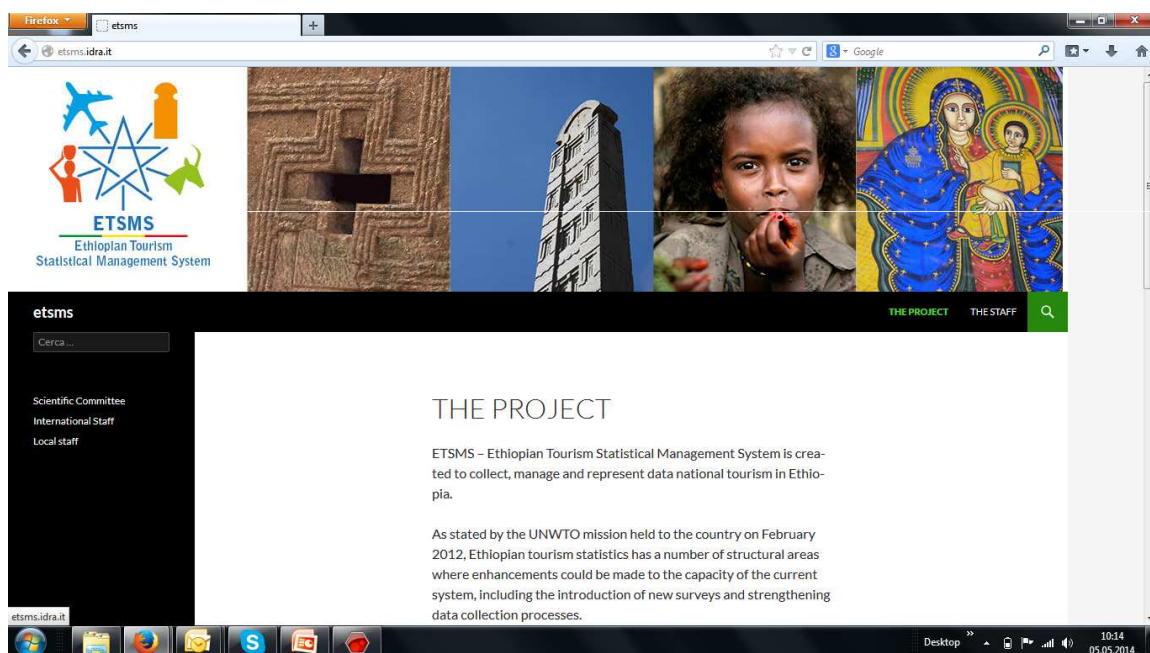 Firefox
etsms
etsms.idra.it
Google
ETSMS
Ethiopian Tourism
Statistical Management System
etsms
THE PROJECT
THE STAFF
Cerca ...
Scientific Committee
International Staff
Local staff
THE PROJECT
ETSMS – Ethiopian Tourism Statistical Management System is crea-
ted to collect, manage and represent data national tourism in Ethio-
pia.
As stated by the UNWTO mission held to the country on February
2012, Ethiopian tourism statistics has a number of structural areas
where enhancements could be made to the capacity of the current
system, including the introduction of new surveys and strengthening
data collection processes.
etsms.idra.it
Desktop
10:14
05.05.2014